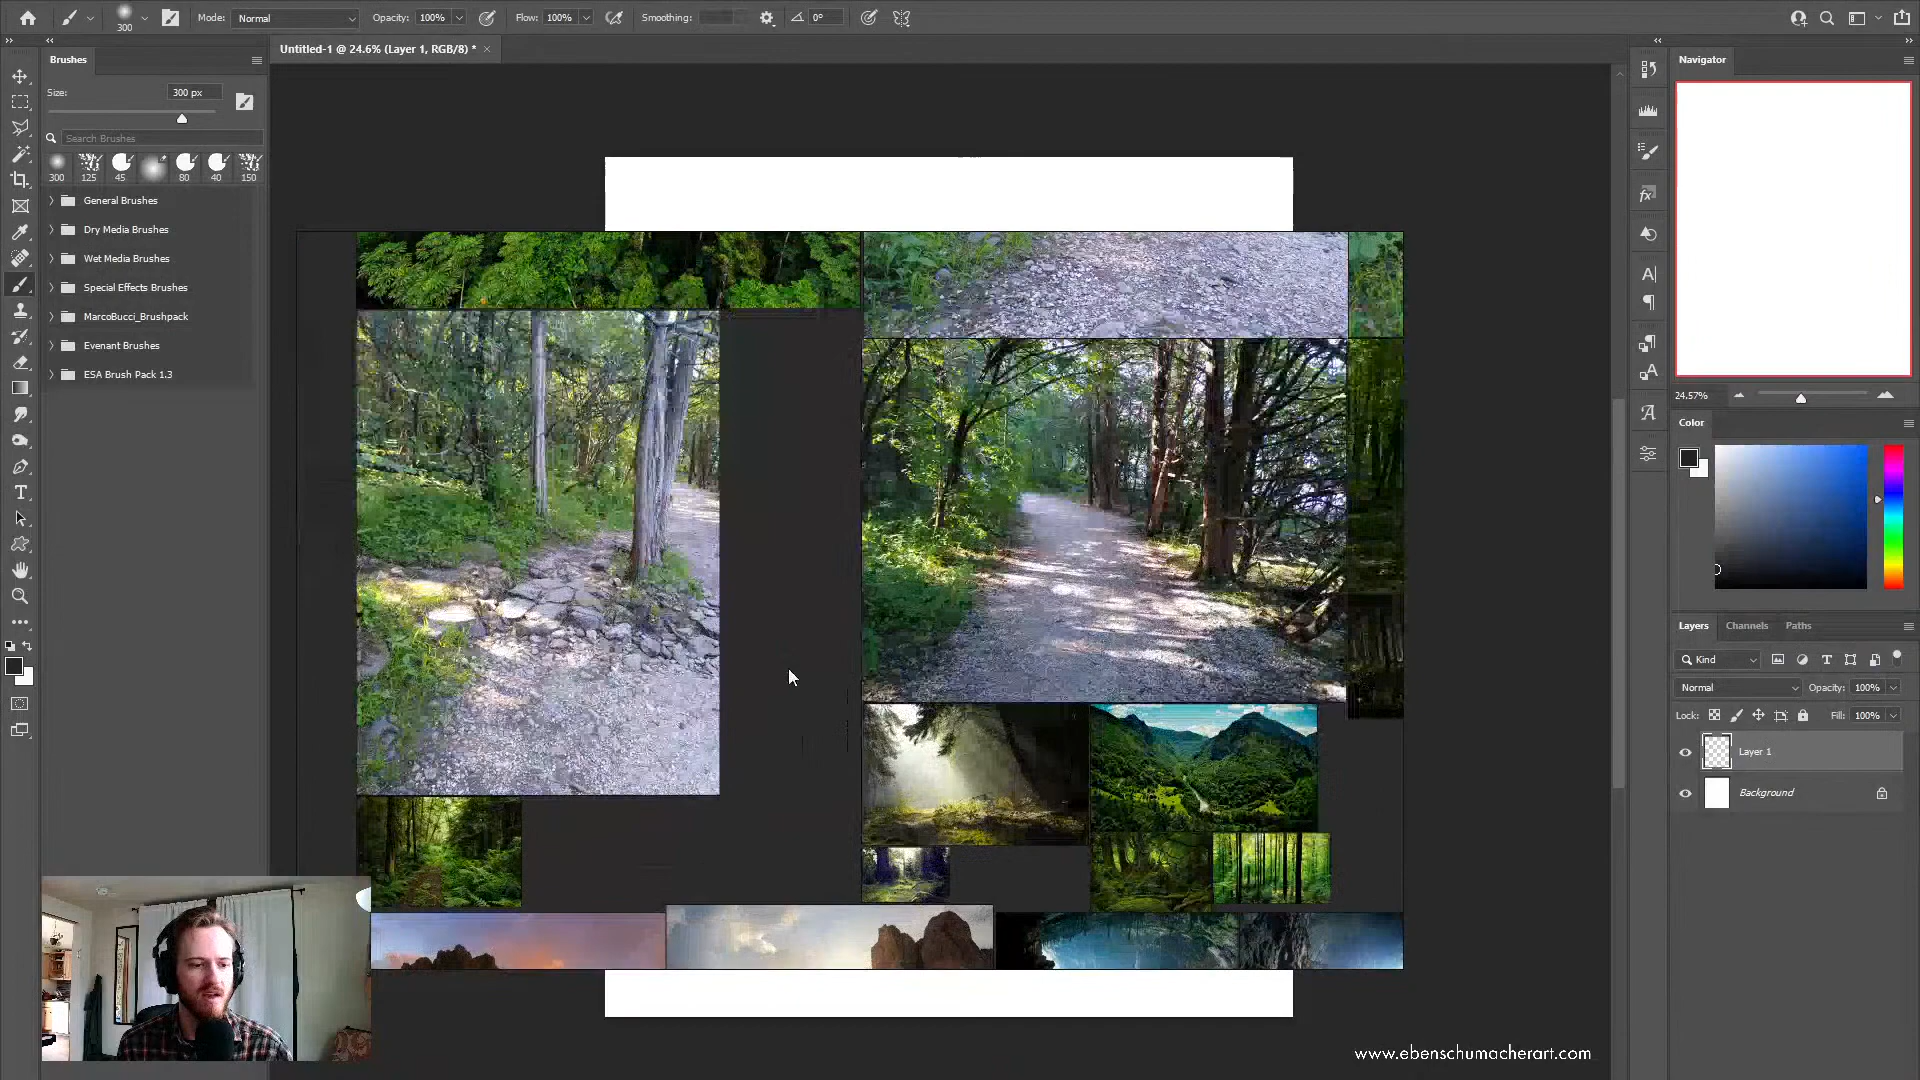 300
Mode:
Normal
Opacity:
100%
Flow:
100%
Smoothing:
0°
Untitled-1 @ 24.6% (Layer 1, RGB/8) *
Brushes
Size:
300 px
Search Brushes
300
125
45
80
40
150
General Brushes
Dry Media Brushes
Wet Media Brushes
Special Effects Brushes
MarcoBucci_Brushpack
Evenant Brushes
ESA Brush Pack 1.3
Navigator
24.57%
Color
Layers
Channels
Paths
Kind
Normal
Opacity:
100%
Lock:
Fill:
100%
Layer 1
Background
www.ebenschumacherart.com